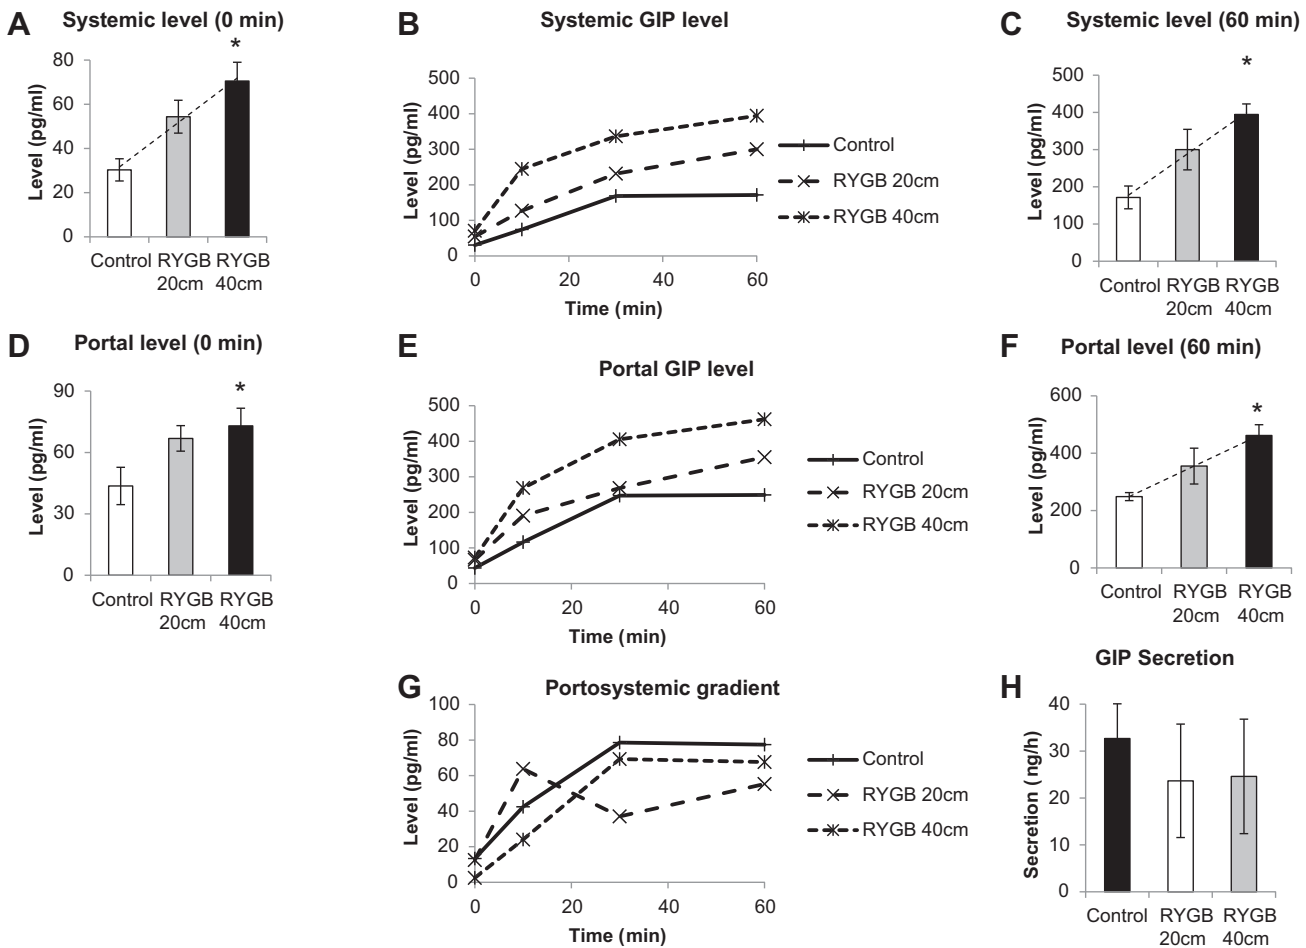 A Systemic level (0 min)
*
80
60
40
20
0
Level (pg/ml)
Control RYGB RYGB
20cm 40cm
B Systemic GIP level
500
400
300
200
100
0
Level (pg/ml)
0 20 40 60
Time (min)
Control
RYGB 20cm
RYGB 40cm
C Systemic level (60 min)
*
500
400
300
200
100
0
Level (pg/ml)
Control RYGB RYGB
20cm 40cm
D Portal level (0 min)
*
90
60
30
0
Level (pg/ml)
Control RYGB RYGB
20cm 40cm
E Portal GIP level
500
400
300
200
100
0
Level (pg/ml)
0 20 40 60
Time (min)
Control
RYGB 20cm
RYGB 40cm
F Portal level (60 min)
*
600
400
200
0
Level (pg/ml)
Control RYGB RYGB
20cm 40cm
G Portosystemic gradient
100
80
60
40
20
0
Level (pg/ml)
0 20 40 60
Time (min)
Control
RYGB 20cm
RYGB 40cm
GIP Secretion
H
40
30
20
10
0
Secretion ( ng/h)
Control RYGB RYGB
20cm 40cm